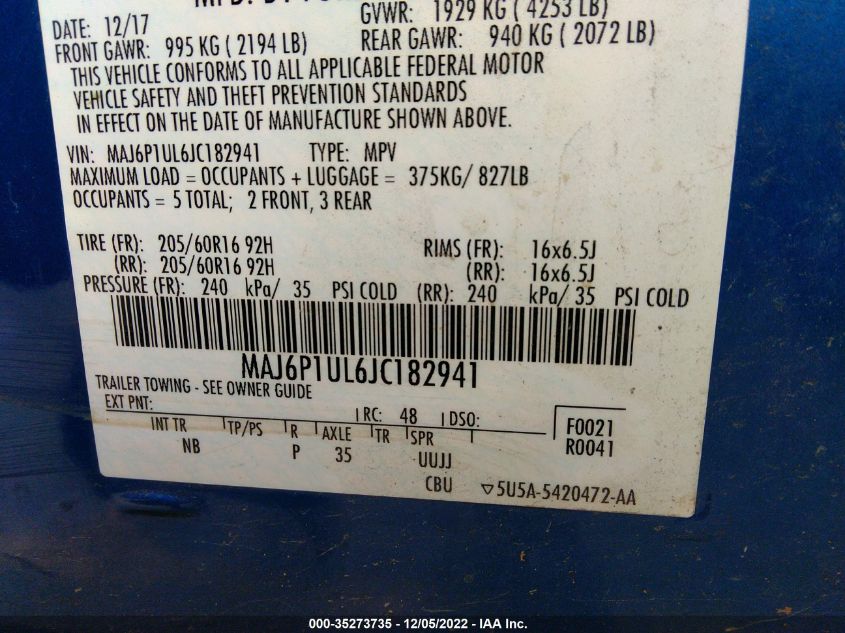 MFD. BY
DATE: 12/17 GVWR: 1929 KG ( 4253 LB)
FRONT GAWR: 995 KG ( 2194 LB) REAR GAWR: 940 KG ( 2072 LB)
THIS VEHICLE CONFORMS TO ALL APPLICABLE FEDERAL MOTOR
VEHICLE SAFETY AND THEFT PREVENTION STANDARDS
IN EFFECT ON THE DATE OF MANUFACTURE SHOWN ABOVE.
VIN: MAJ6P1UL6JC182941 TYPE: MPV
MAXIMUM LOAD = OCCUPANTS + LUGGAGE = 375KG/ 827LB
OCCUPANTS = 5 TOTAL; 2 FRONT, 3 REAR
TIRE (FR): 205/60R16 92H RIMS (FR): 16x6.5J
(RR): 205/60R16 92H (RR): 16x6.5J
PRESSURE (FR): 240 kPa/ 35 PSI COLD (RR): 240 kPa/ 35 PSI COLD
MAJ6P1UL6JC182941
TRAILER TOWING - SEE OWNER GUIDE
EXT PNT: RC: 48 DSO: F0021
INT TR TP/PS R AXLE TR SPR R0041
NB P 35 UUJJ
CBU ▽5U5A-5420472-AA
000-35273735 - 12/05/2022 - IAA Inc.